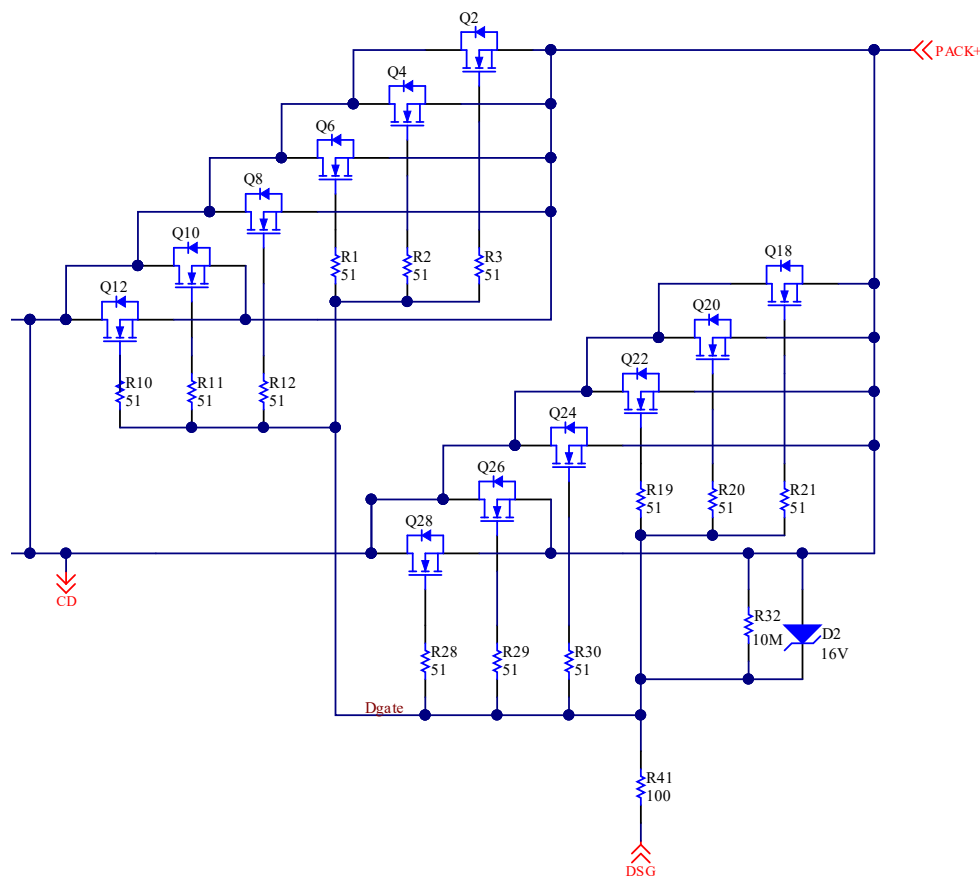 Q2
PACK+
Q4
Q6
Q8
Q10
R1
51
R2
51
R3
51
Q18
Q12
Q20
Q22
R10
51
R11
51
R12
51
Q24
Q26
R19
51
R20
51
R21
51
Q28
CD
R32
10M
D2
16V
R28
51
R29
51
R30
51
Dgate
R41
100
DSG